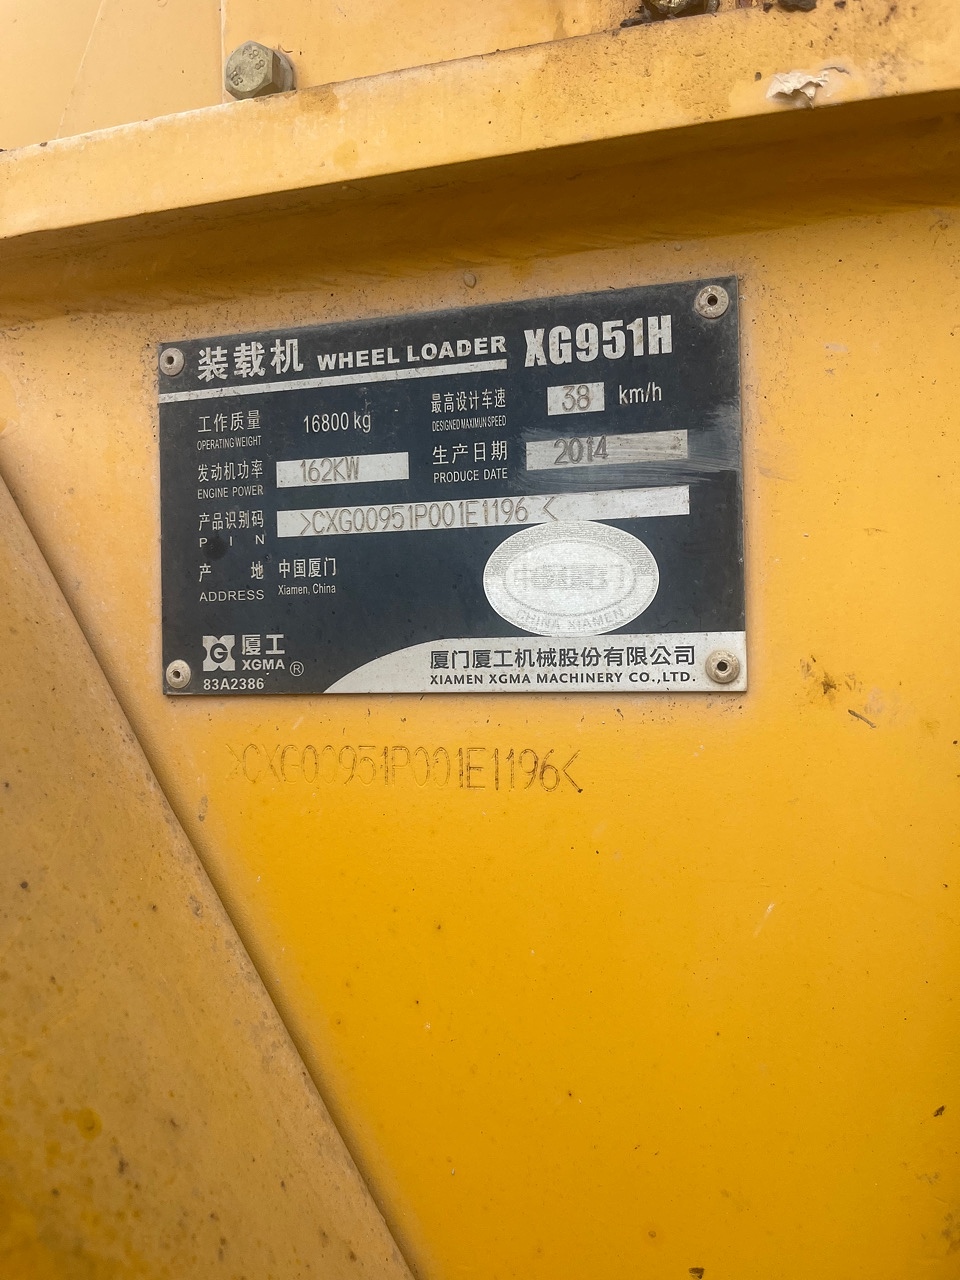 8.8
装载机 WHEEL LOADER XG951H
工作质量 16800 kg 最高设计车速 38 km/h
OPERATING WEIGHT DESIGNED MAXIMUN SPEED
发动机功率 162KW 生产日期 2014
ENGINE POWER PRODUCE DATE
产品识别码 >CXG00951P001E1196<
PIN
产地 中国厦门
ADDRESS Xiamen, China
CHINA XIAMEN
厦工
XGMA ®
83A2386
厦门厦工机械股份有限公司
XIAMEN XGMA MACHINERY CO.,LTD.
>CXG00951P001E1196<